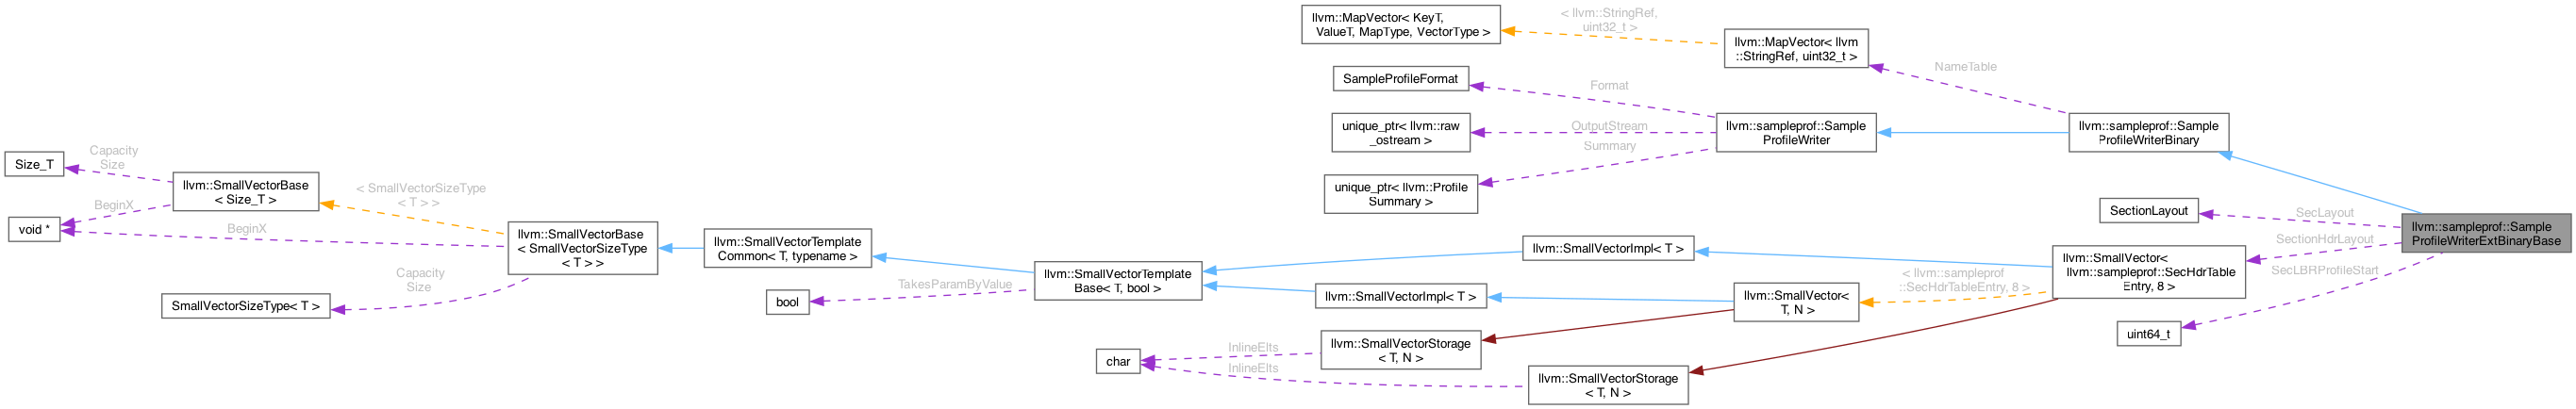 llvm::MapVector< KeyT,
ValueT, MapType, VectorType >
< llvm::StringRef,
uint32_t >
llvm::MapVector< llvm
::StringRef, uint32_t >
NameTable
SampleProfileFormat
Format
unique_ptr< llvm::raw
_ostream >
OutputStream
llvm::sampleprof::Sample
ProfileWriter
llvm::sampleprof::Sample
ProfileWriterBinary
Summary
unique_ptr< llvm::Profile
Summary >
Size_T
Capacity
Size
llvm::SmallVectorBase
< Size_T >
< SmallVectorSizeType
< T > >
BeginX
void *
BeginX
llvm::SmallVectorBase
< SmallVectorSizeType
< T > >
Capacity
Size
SmallVectorSizeType< T >
llvm::SmallVectorTemplate
Common< T, typename >
bool
TakesParamByValue
llvm::SmallVectorTemplate
Base< T, bool >
llvm::SmallVectorImpl< T >
llvm::SmallVectorImpl< T >
SectionLayout
SecLayout
llvm::sampleprof::Sample
ProfileWriterExtBinaryBase
SectionHdrLayout
SecLBRProfileStart
llvm::SmallVector<
llvm::sampleprof::SecHdrTable
Entry, 8 >
< llvm::sampleprof
::SecHdrTableEntry, 8 >
llvm::SmallVector<
T, N >
uint64_t
char
InlineElts
InlineElts
llvm::SmallVectorStorage
< T, N >
llvm::SmallVectorStorage
< T, N >